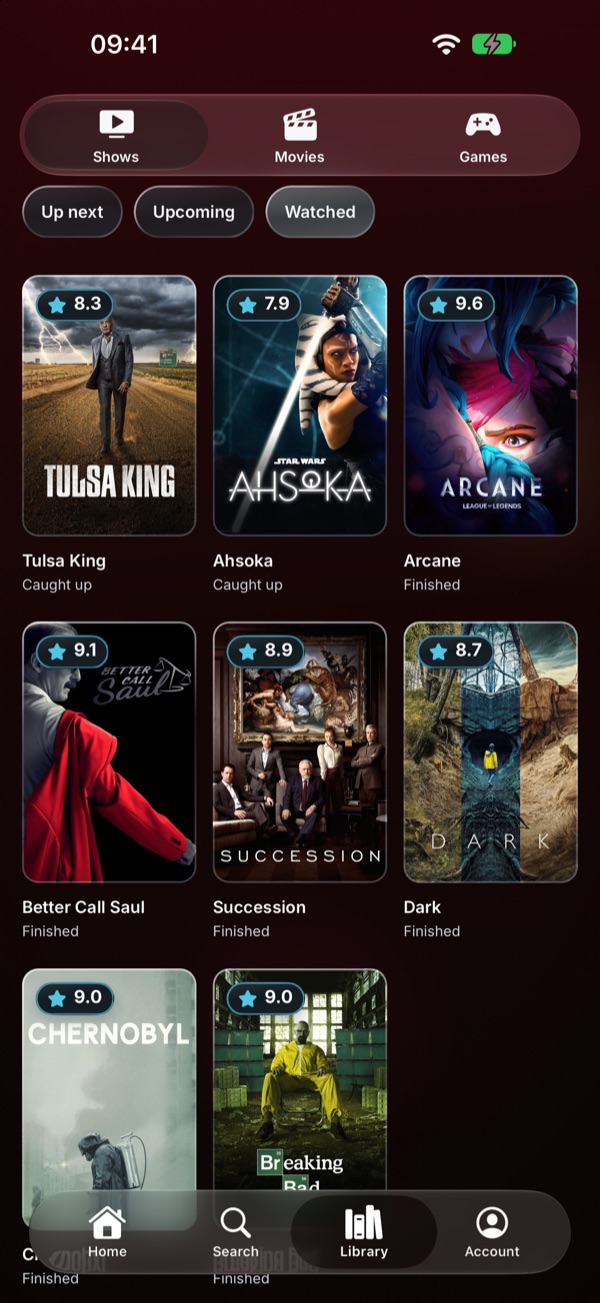 09:41
Shows
Movies
Games
Up next
Upcoming
Watched
8.3
TULSA KING
7.9
STAR WARS
AHSOKA
9.6
ARCANE
LEAGUE OF LEGENDS
Tulsa King
Caught up
Ahsoka
Caught up
Arcane
Finished
9.1
BETTER
CALL
Saul
8.9
SUCCESSION
8.7
DARK
Better Call Saul
Finished
Succession
Finished
Dark
Finished
9.0
CHERNOBYL
9.0
Breaking
Bad
Home
Search
Library
Account
Finished
Finished